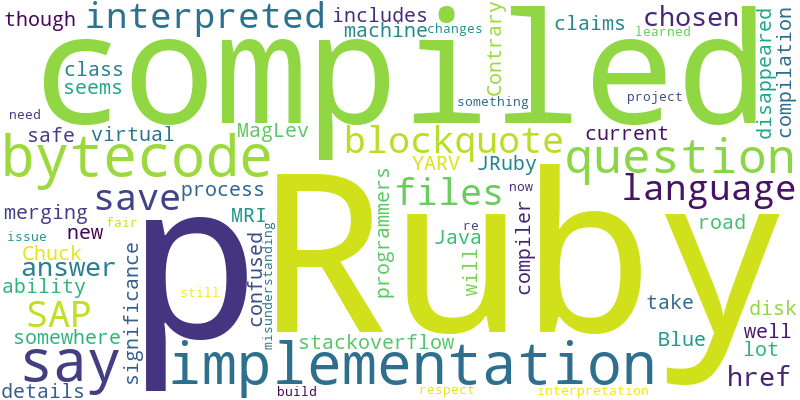 though interpreted includes machine changes chosen claims learned
compiled
Contrary
disappeared
compilation
class
seems
something project
need
safe virtual MagLev blockquote current
bytecode YARV JRuby question
save process files language
merging MRI
programmers
Java
will
re
now
compiler
road
issue fair new
Chuck
answer
ability
significance
confused
misunderstanding
pRuby
still
SAP
somewhere
take disk
stackoverflow Blue well
lot
say implementation href
details build respect interpretation